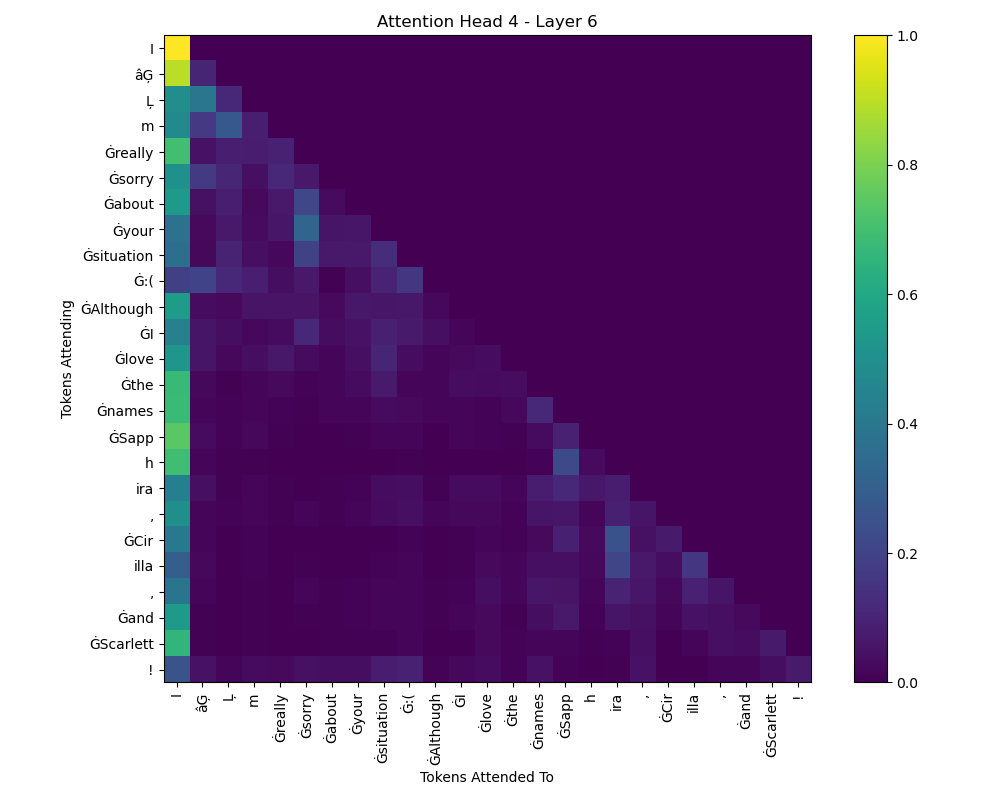 Attention Head 4 - Layer 6
Tokens Attending
I
âĢ
Ļ
m
Ġreally
Ġsorry
Ġabout
Ġyour
Ġsituation
Ġ:(
ĠAlthough
ĠI
Ġlove
Ġthe
Ġnames
ĠSapp
h
ira
,
ĠCir
illa
,
Ġand
ĠScarlett
!
I
âĢ
Ļ
m
Ġreally
Ġsorry
Ġabout
Ġyour
Ġsituation
Ġ:(
ĠAlthough
ĠI
Ġlove
Ġthe
Ġnames
ĠSapp
h
ira
,
ĠCir
illa
,
Ġand
ĠScarlett
!
Tokens Attended To
1.0
0.8
0.6
0.4
0.2
0.0